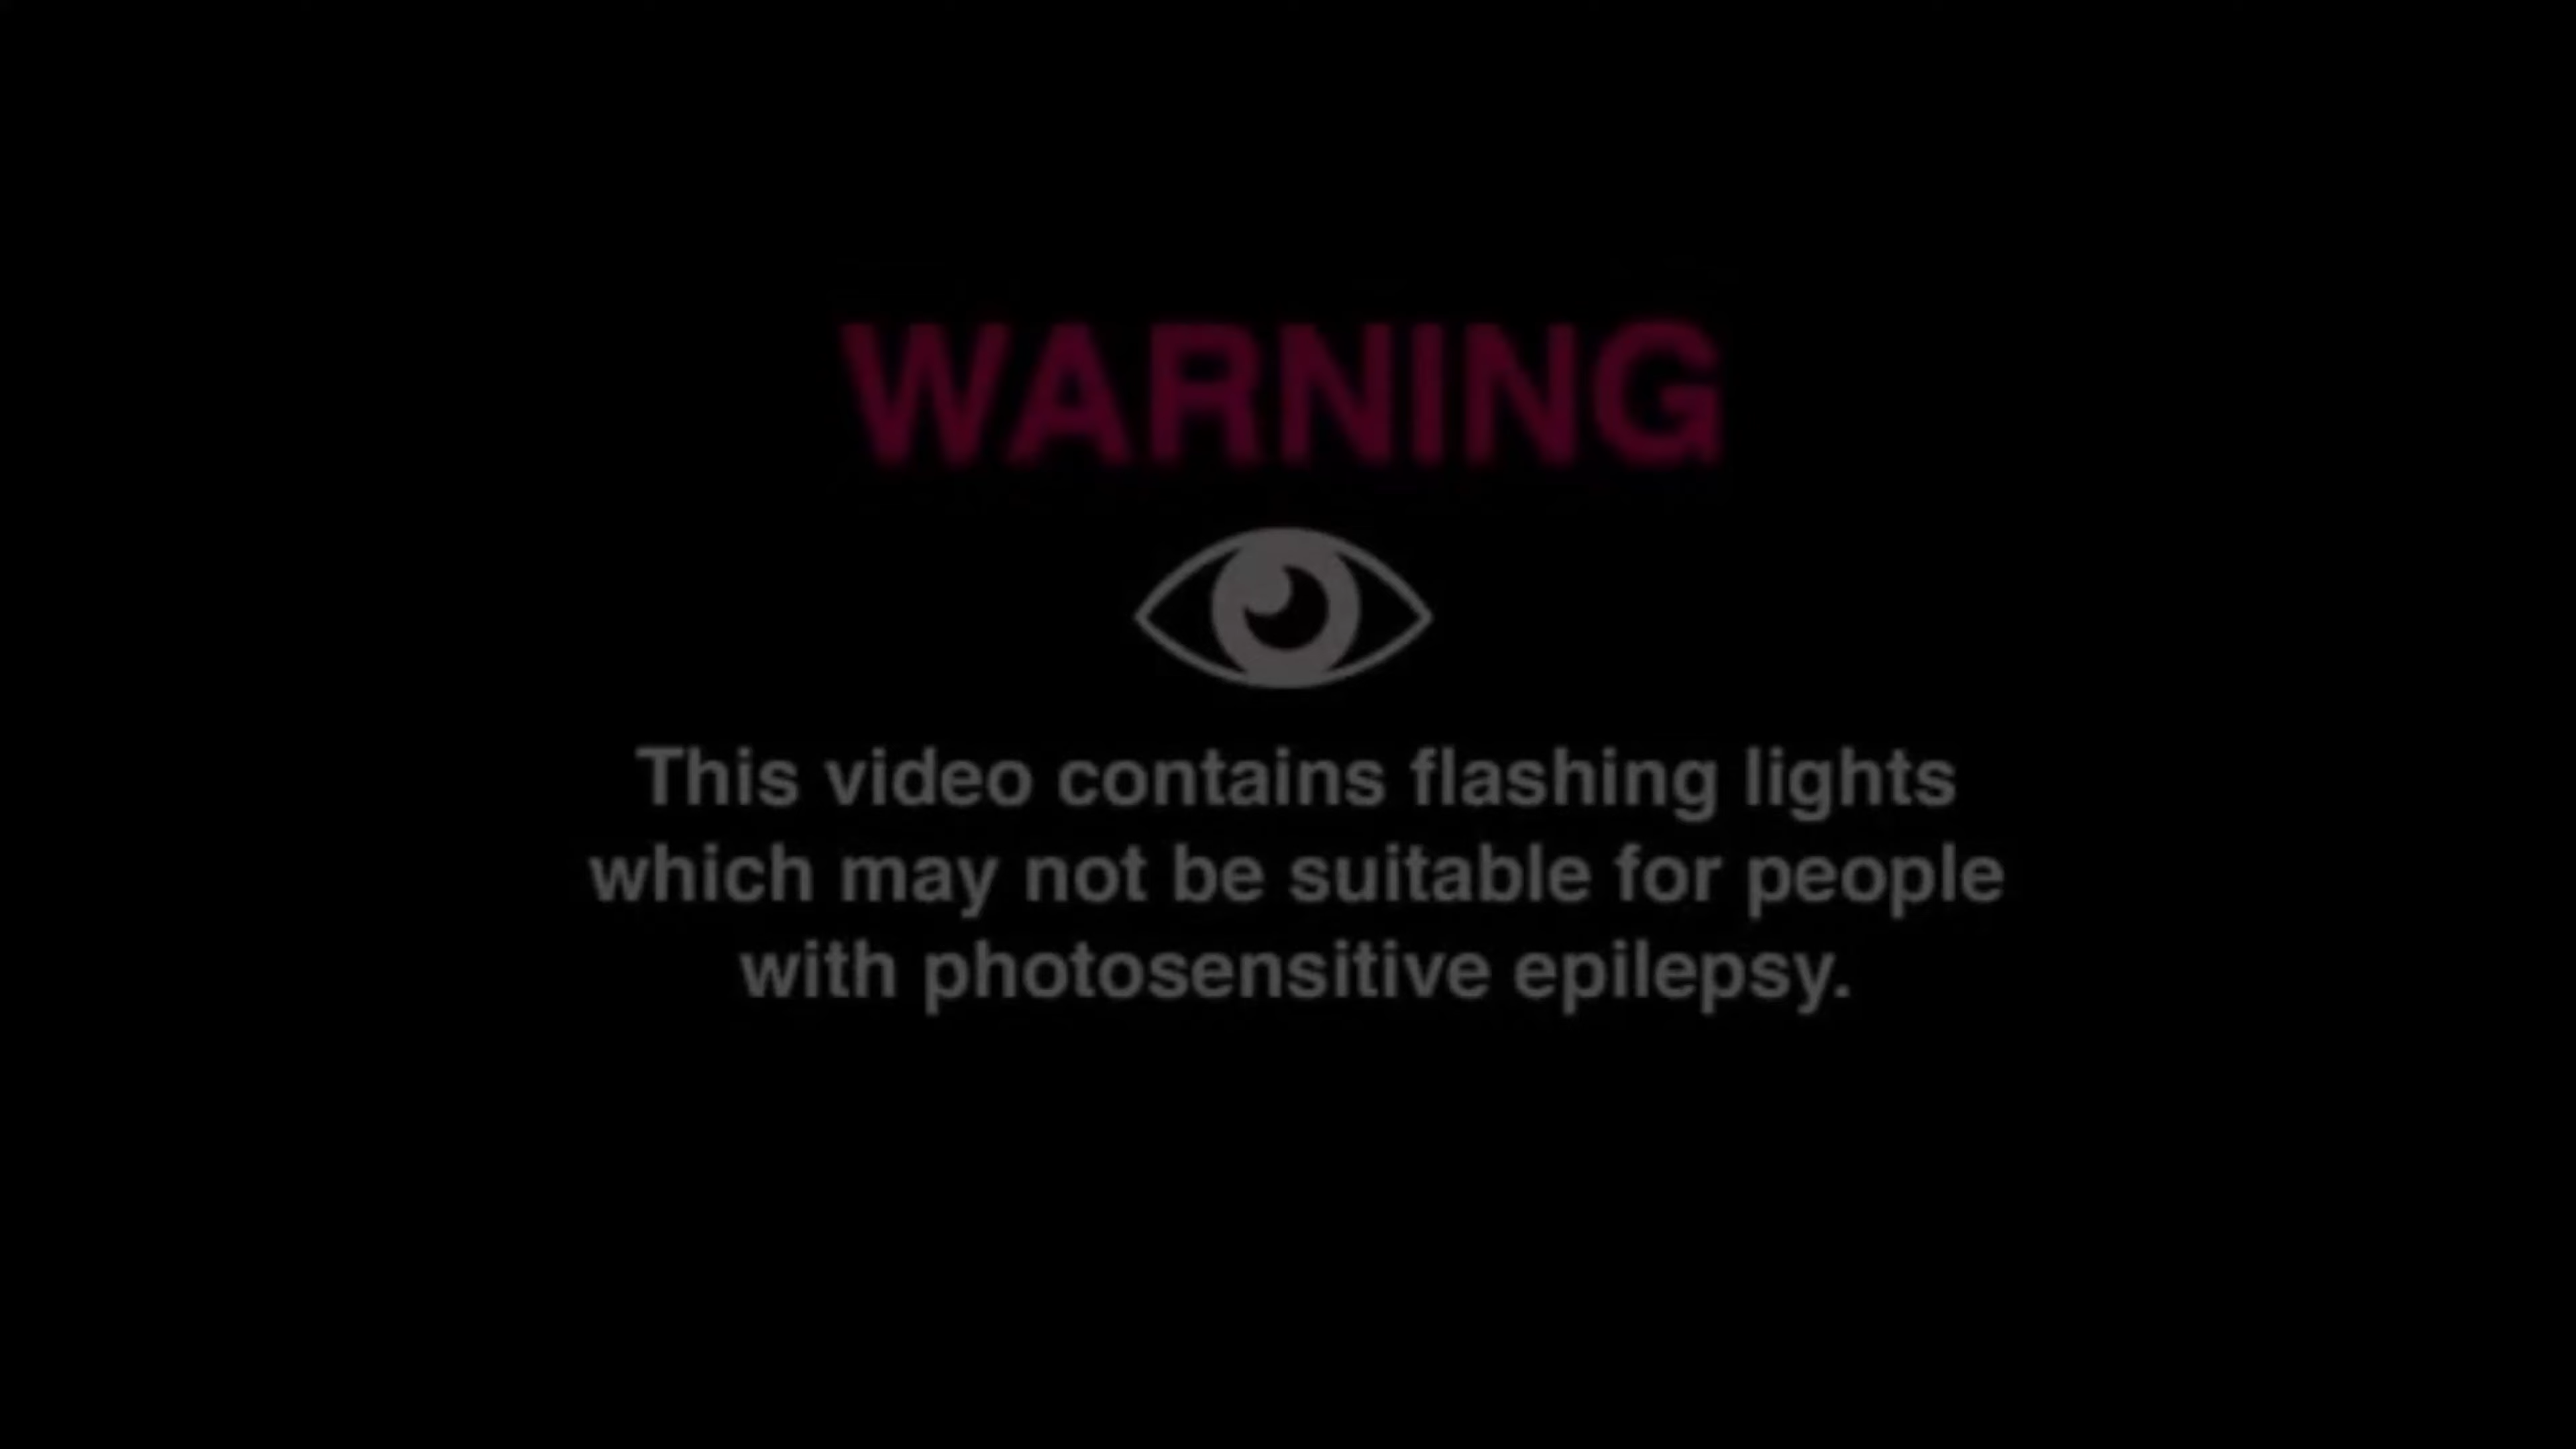 WARNING
This video contains flashing lights
which may not be suitable for people
with photosensitive epilepsy.